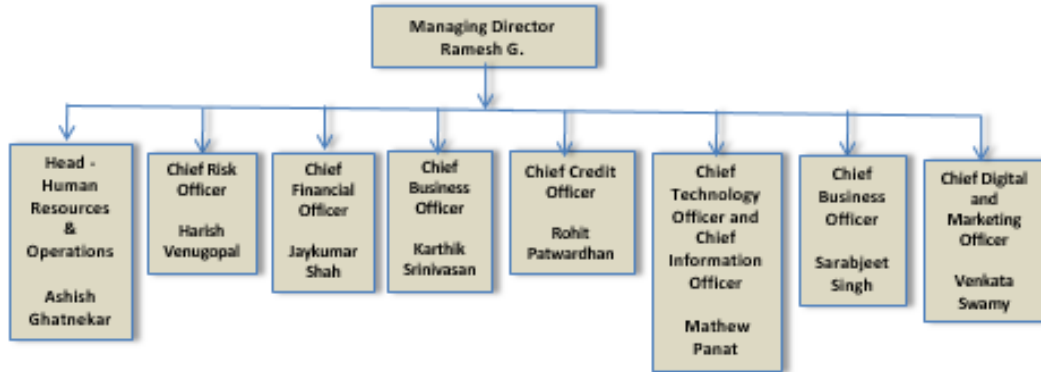 Managing Director
Ramesh G.
Head -
Human
Resources
&
Operations
Ashish
Ghatnekar
Chief Risk
Officer
Harish
Venugopal
Chief
Financial
Officer
Jaykumar
Shah
Chief
Business
Officer
Karthik
Srinivasan
Chief Credit
Officer
Rohit
Patwardhan
Chief
Technology
Officer and
Chief
Information
Officer
Mathew
Panat
Chief
Business
Officer
Sarabjeet
Singh
Chief Digital
and
Marketing
Officer
Venkata
Swamy